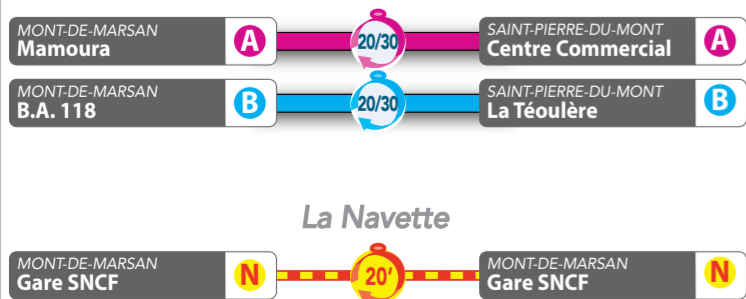 MONT-DE-MARSAN
Mamoura
A
20/30
SAINT-PIERRE-DU-MONT
Centre Commercial
A
MONT-DE-MARSAN
B.A. 118
B
20/30
SAINT-PIERRE-DU-MONT
La Téoulère
B
La Navette
MONT-DE-MARSAN
Gare SNCF
N
20’
MONT-DE-MARSAN
Gare SNCF
N